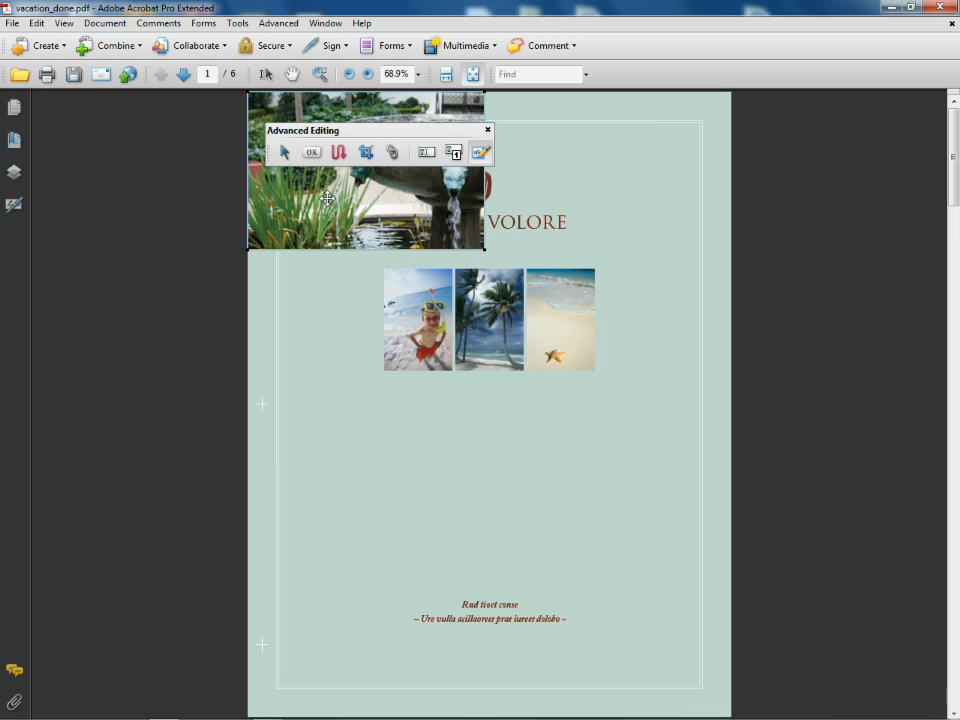 vacation_done.pdf - Adobe Acrobat Pro Extended
File Edit View Document Comments Forms Tools Advanced Window Help
Create Combine Collaborate Secure Sign Forms Multimedia Comment
1 / 6 68.9% Find
Advanced Editing
OK
VOLORE
Rud tivet conse
~ Ure vulla acillaoreet prat iureet dolobo ~